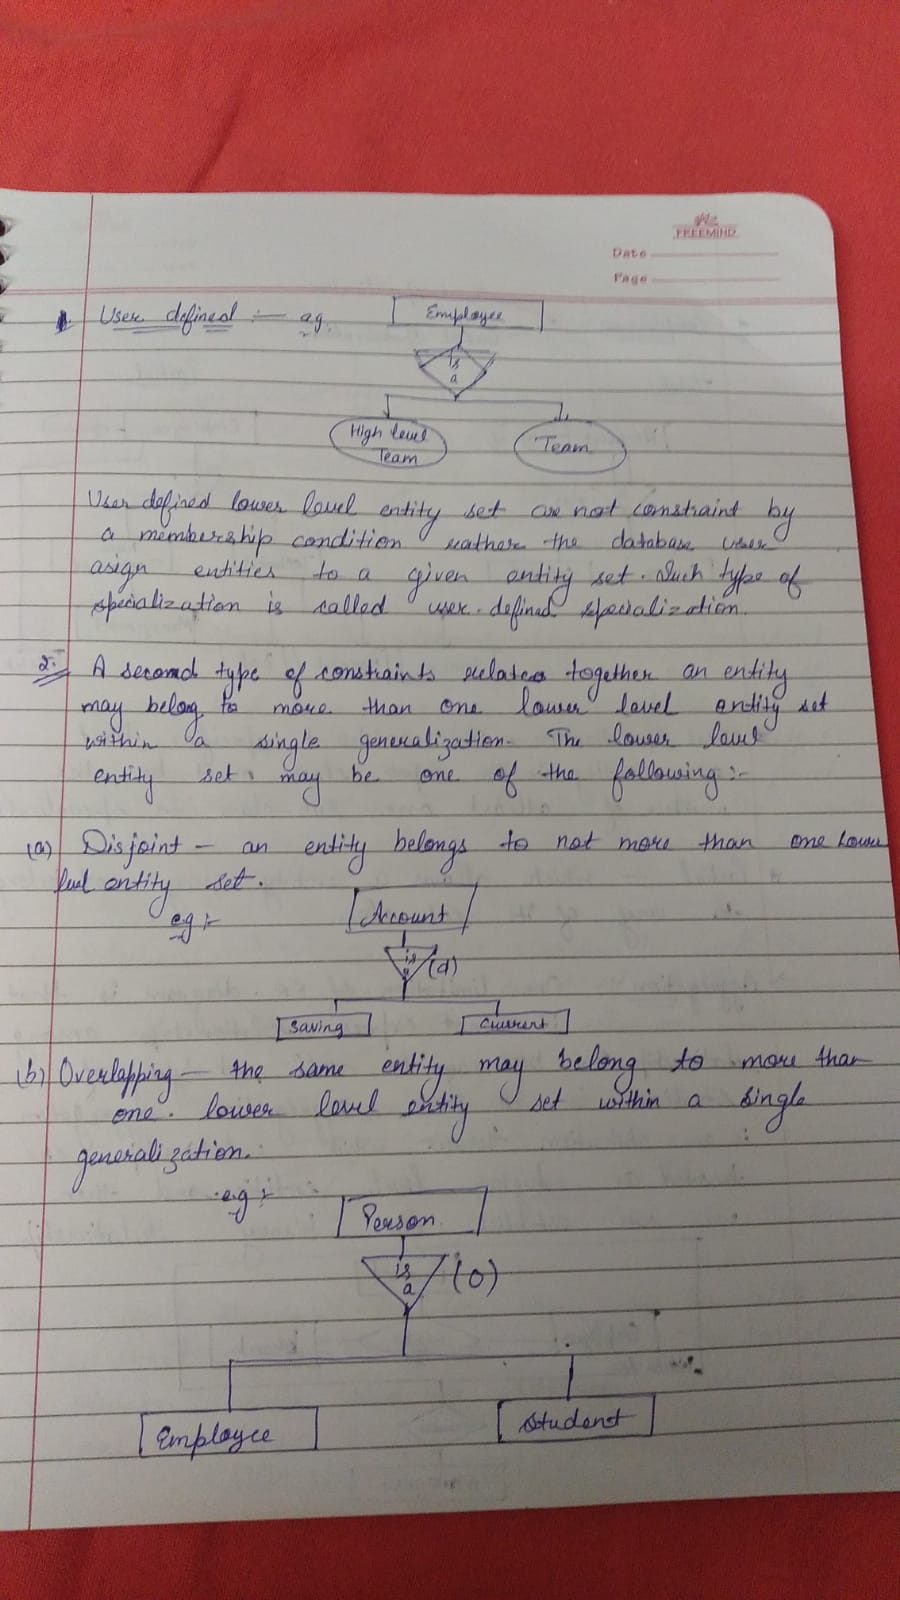 FREEMIND
Date
Page
User defined :- eg.
Employee
is
a
High level
Team
Team
User defined lower level entity set are not constraint by
a membership condition rather the database user
asign entities to a given entity set. Such type of
specialization is called user-defined specialization.
2. A second type of constraints relates together an entity
may belong to more than one lower level entity set
within a single generalization. The lower level
entity set may be one of the following :-
(a) Disjoint - an entity belongs to not more than one lower
level entity set.
eg :-
Account
is
a
(d)
Saving
Current
(b) Overlapping - the same entity may belong to more than
one lower level entity set within a single
generalization.
eg :-
Person
is
a
(o)
Employee
Student